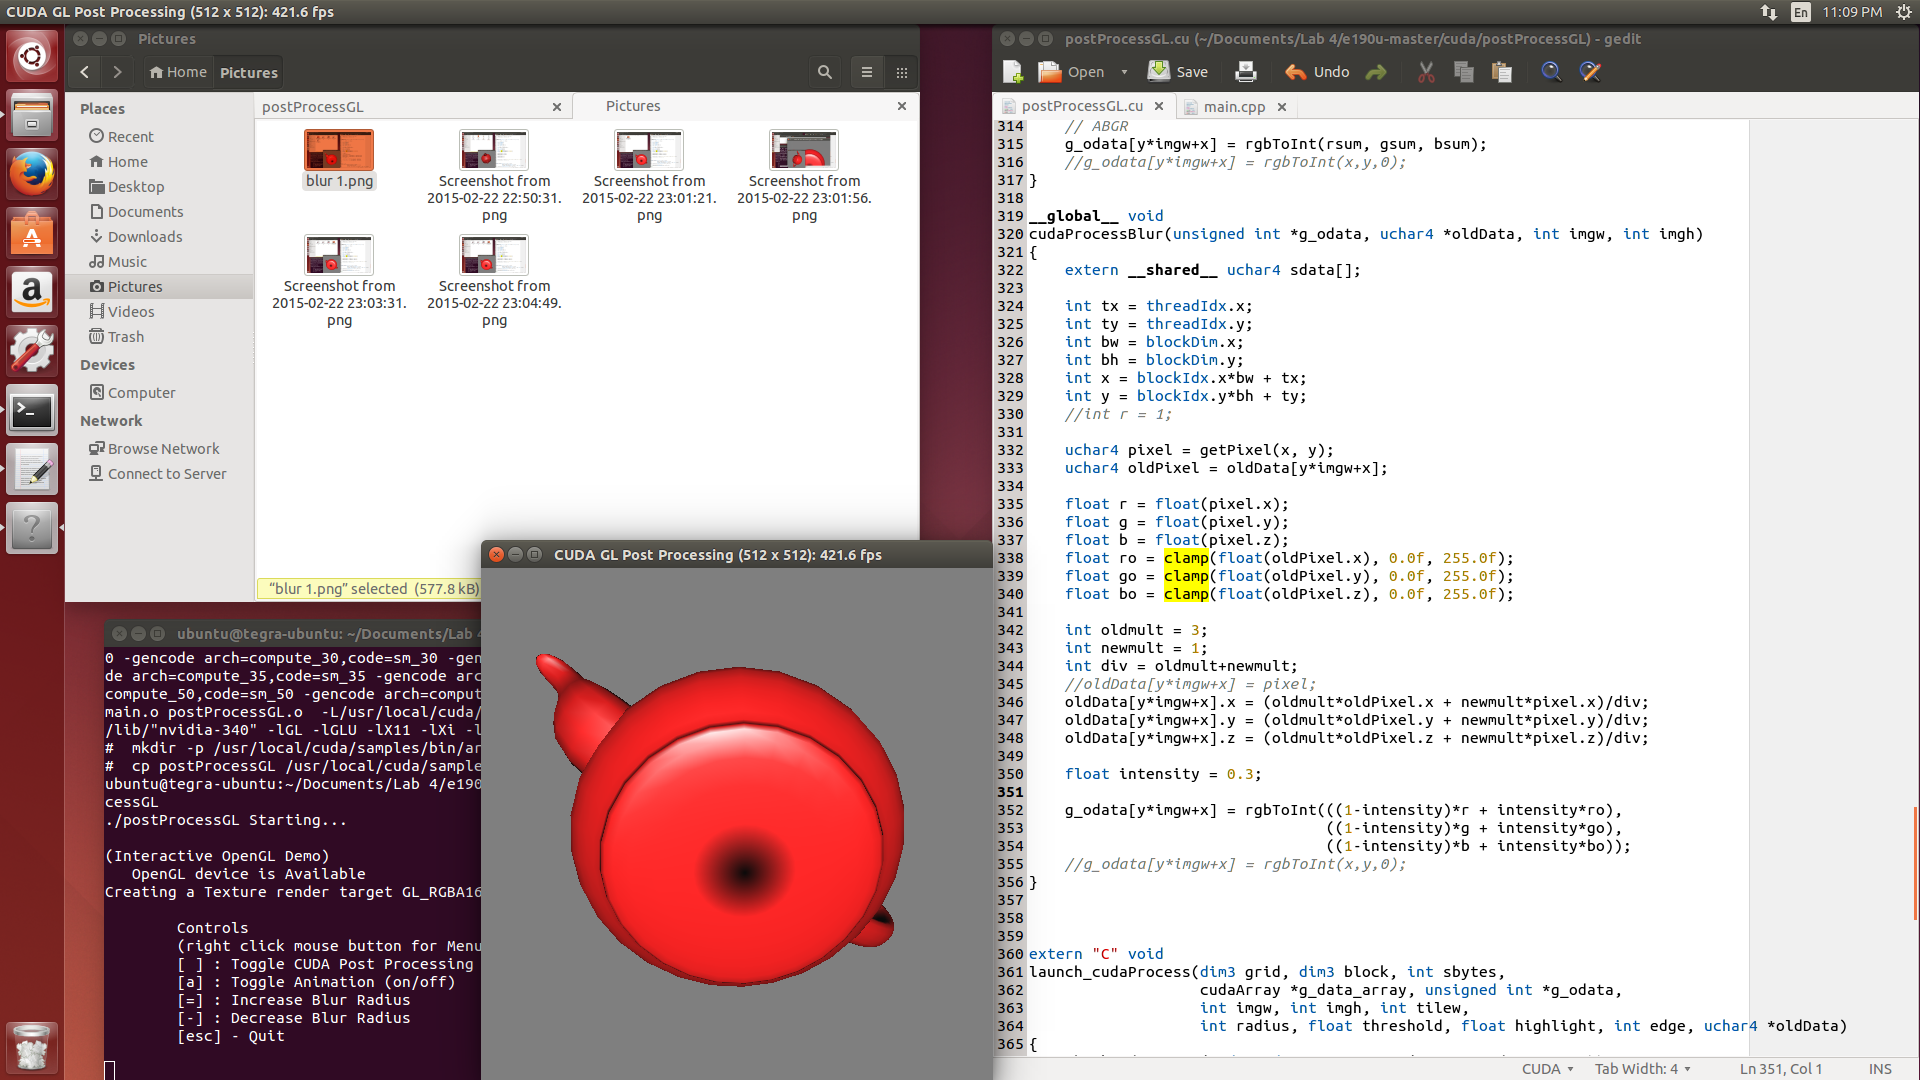 CUDA GL Post Processing (512 x 512): 421.6 fps
En
11:09 PM
Pictures
Home
Pictures
Places
Recent
Home
Desktop
Documents
Downloads
Music
Pictures
Videos
Trash
Devices
Computer
Network
Browse Network
Connect to Server
postProcessGL
Pictures
blur 1.png
Screenshot from
2015-02-22 22:50:31.
png
Screenshot from
2015-02-22 23:01:21.
png
Screenshot from
2015-02-22 23:01:56.
png
Screenshot from
2015-02-22 23:03:31.
png
Screenshot from
2015-02-22 23:04:49.
png
“blur 1.png” selected (577.8 kB)
ubuntu@tegra-ubuntu: ~/Documents/Lab 4
0 -gencode arch=compute_30,code=sm_30 -gen
de arch=compute_35,code=sm_35 -gencode arc
compute_50,code=sm_50 -gencode arch=comput
main.o postProcessGL.o  -L/usr/local/cuda/
/lib/"nvidia-340" -lGL -lGLU -lX11 -lXi -l
#  mkdir -p /usr/local/cuda/samples/bin/ar
#  cp postProcessGL /usr/local/cuda/sample
ubuntu@tegra-ubuntu:~/Documents/Lab 4/e190
cessGL
./postProcessGL Starting...
(Interactive OpenGL Demo)
OpenGL device is Available
Creating a Texture render target GL_RGBA16
Controls
(right click mouse button for Menu
[ ] : Toggle CUDA Post Processing
[a] : Toggle Animation (on/off)
[=] : Increase Blur Radius
[-] : Decrease Blur Radius
[esc] - Quit
CUDA GL Post Processing (512 x 512): 421.6 fps
postProcessGL.cu (~/Documents/Lab 4/e190u-master/cuda/postProcessGL) - gedit
Open
Save
Undo
postProcessGL.cu
main.cpp
314     // ABGR
315     g_odata[y*imgw+x] = rgbToInt(rsum, gsum, bsum);
316     //g_odata[y*imgw+x] = rgbToInt(x,y,0);
317 }
318
319 __global__ void
320 cudaProcessBlur(unsigned int *g_odata, uchar4 *oldData, int imgw, int imgh)
321 {
322     extern __shared__ uchar4 sdata[];
323
324     int tx = threadIdx.x;
325     int ty = threadIdx.y;
326     int bw = blockDim.x;
327     int bh = blockDim.y;
328     int x = blockIdx.x*bw + tx;
329     int y = blockIdx.y*bh + ty;
330     //int r = 1;
331
332     uchar4 pixel = getPixel(x, y);
333     uchar4 oldPixel = oldData[y*imgw+x];
334
335     float r = float(pixel.x);
336     float g = float(pixel.y);
337     float b = float(pixel.z);
338     float ro = clamp(float(oldPixel.x), 0.0f, 255.0f);
339     float go = clamp(float(oldPixel.y), 0.0f, 255.0f);
340     float bo = clamp(float(oldPixel.z), 0.0f, 255.0f);
341
342     int oldmult = 3;
343     int newmult = 1;
344     int div = oldmult+newmult;
345     //oldData[y*imgw+x] = pixel;
346     oldData[y*imgw+x].x = (oldmult*oldPixel.x + newmult*pixel.x)/div;
347     oldData[y*imgw+x].y = (oldmult*oldPixel.y + newmult*pixel.y)/div;
348     oldData[y*imgw+x].z = (oldmult*oldPixel.z + newmult*pixel.z)/div;
349
350     float intensity = 0.3;
351
352     g_odata[y*imgw+x] = rgbToInt(((1-intensity)*r + intensity*ro),
353                                  ((1-intensity)*g + intensity*go),
354                                  ((1-intensity)*b + intensity*bo));
355     //g_odata[y*imgw+x] = rgbToInt(x,y,0);
356 }
357
358
359
360 extern "C" void
361 launch_cudaProcess(dim3 grid, dim3 block, int sbytes,
362                    cudaArray *g_data_array, unsigned int *g_odata,
363                    int imgw, int imgh, int tilew,
364                    int radius, float threshold, float highlight, int edge, uchar4 *oldData)
365 {
CUDA
Tab Width: 4
Ln 351, Col 1
INS